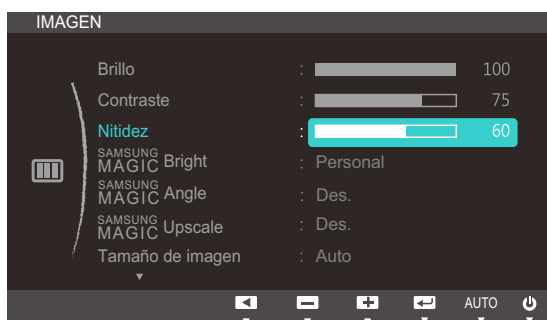 IMAGEN
Brillo : 100
Contraste : 75
Nitidez : 60
SAMSUNG MAGIC Bright : Personal
SAMSUNG MAGIC Angle : Des.
SAMSUNG MAGIC Upscale : Des.
Tamaño de imagen : Auto
AUTO